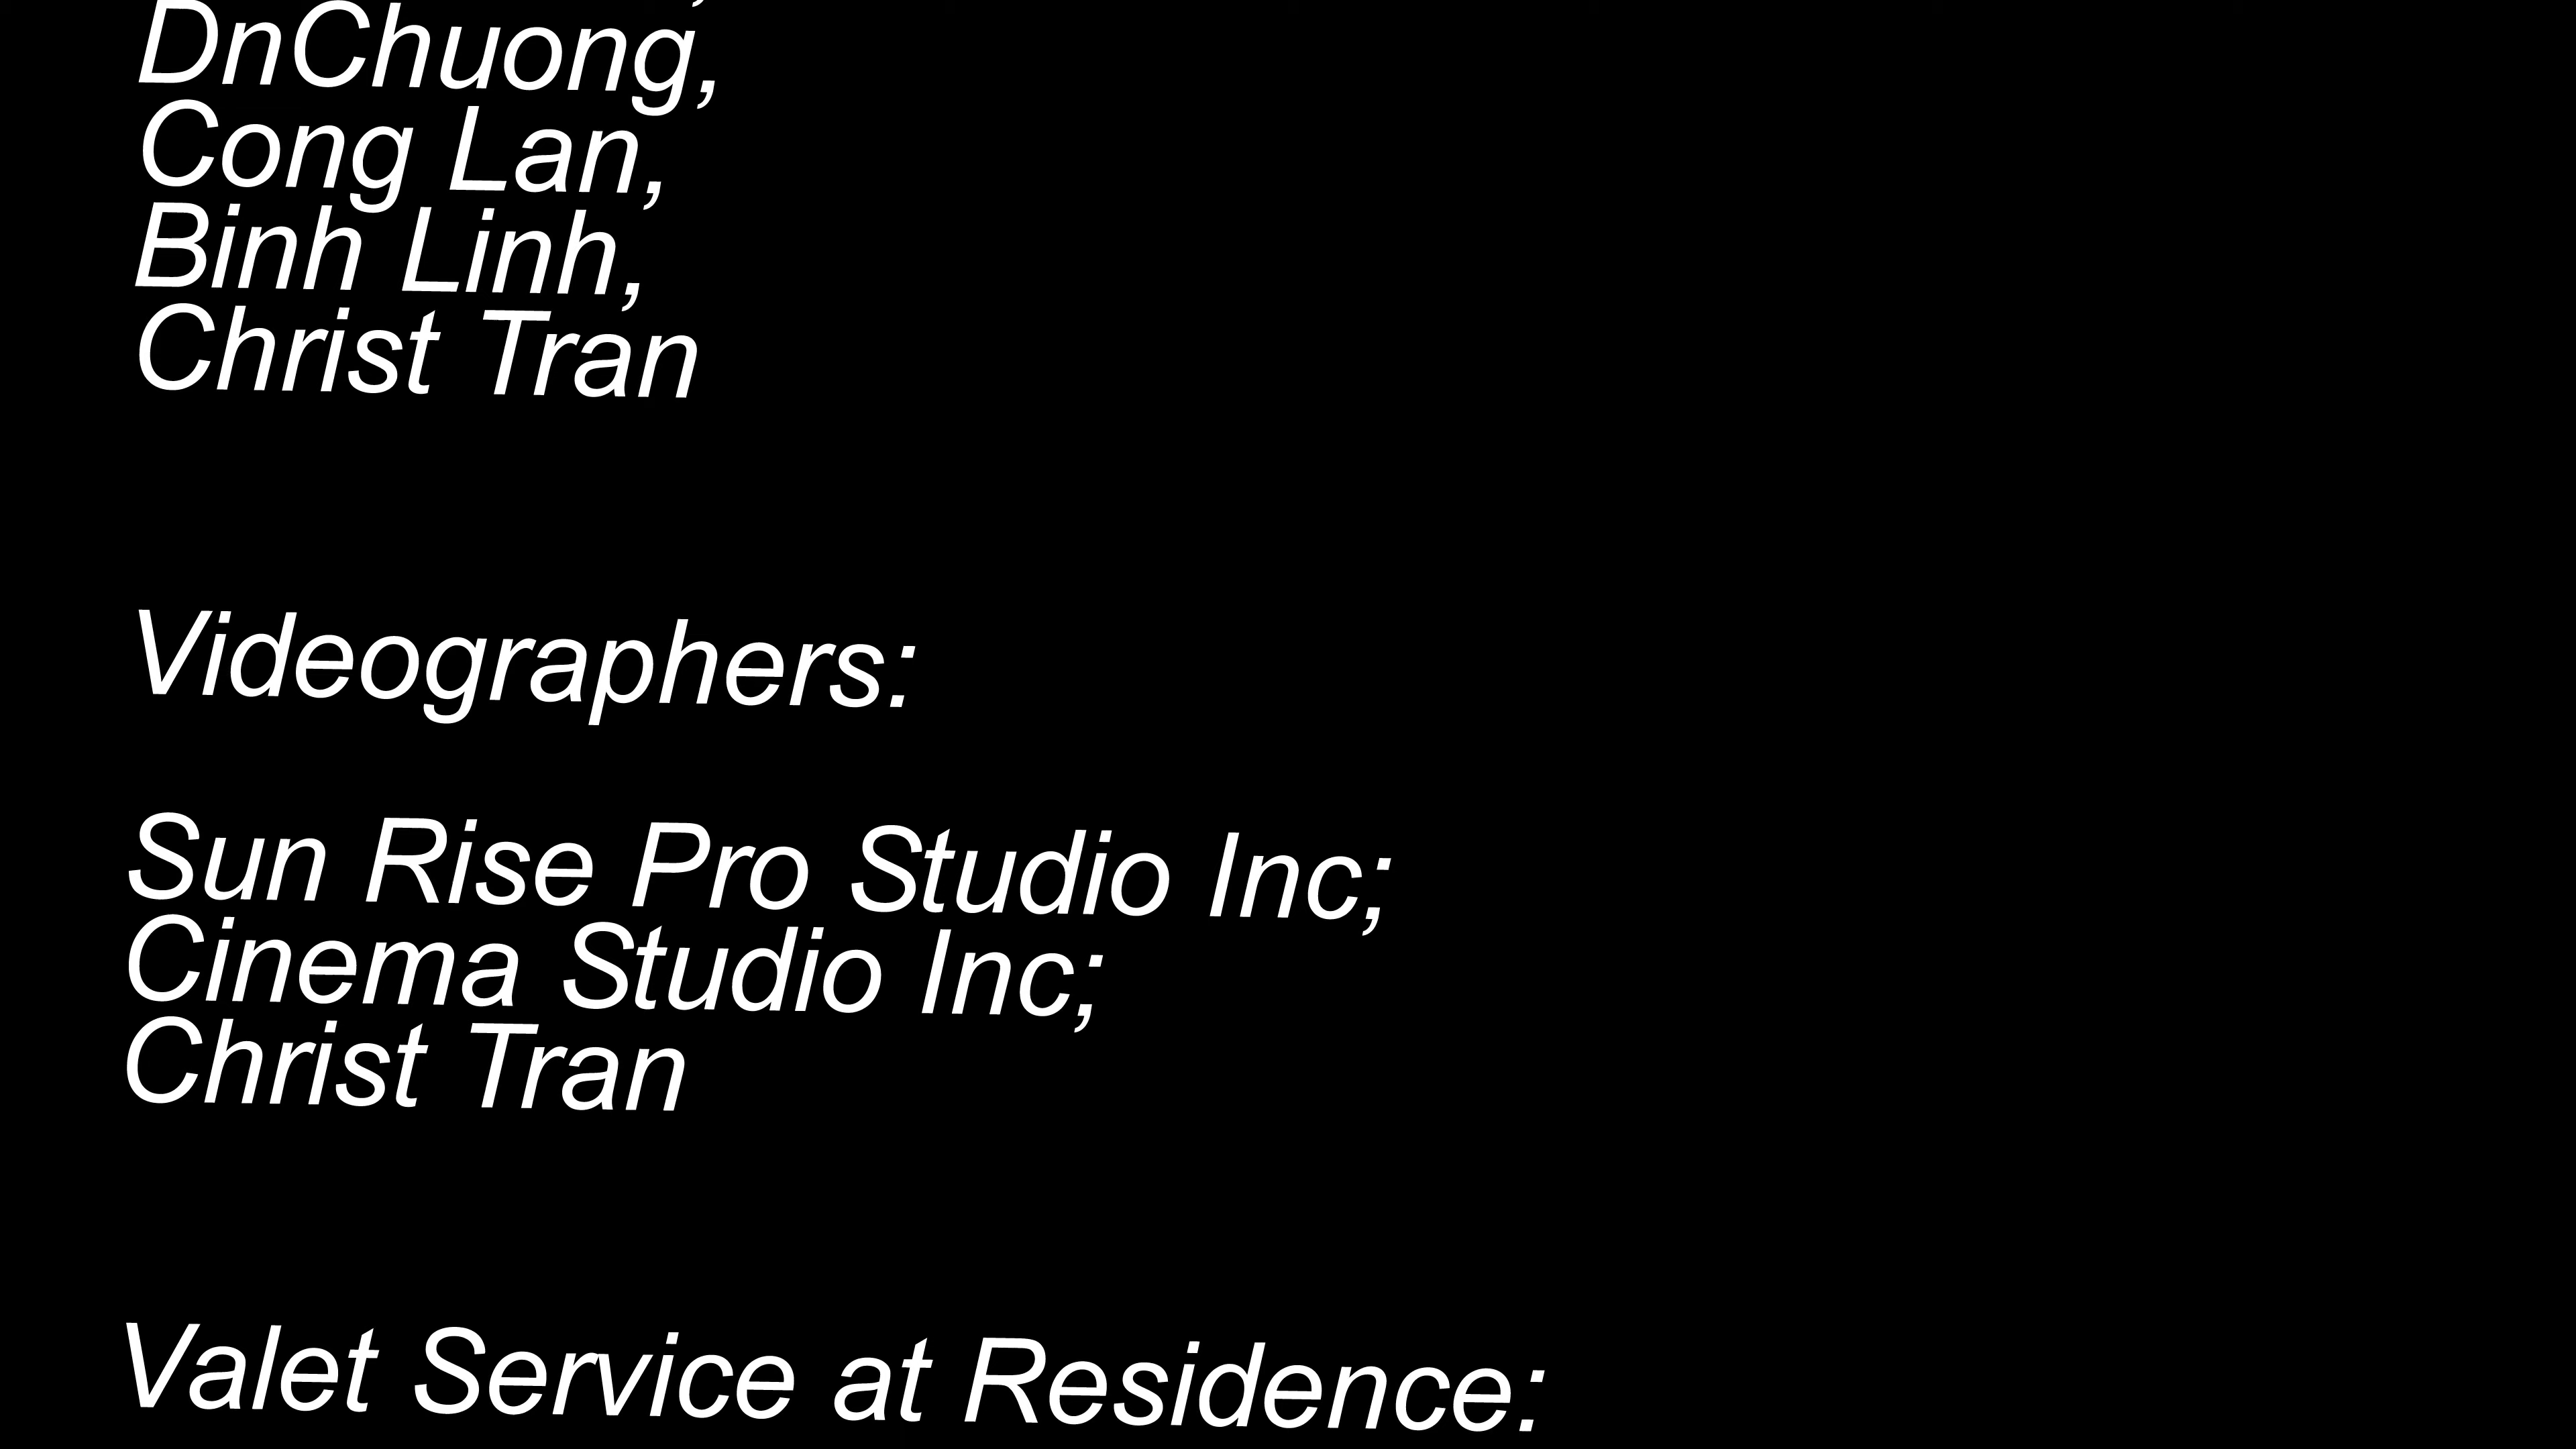 DnChuong,
Cong Lan,
Binh Linh,
Christ Tran
Videographers:
Sun Rise Pro Studio Inc;
Cinema Studio Inc;
Christ Tran
Valet Service at Residence: